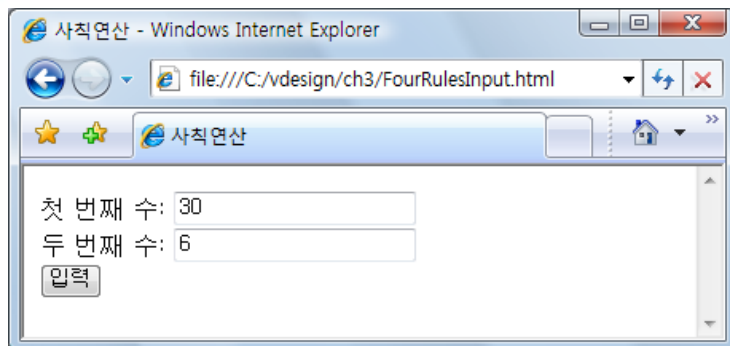 사칙연산 - Windows Internet Explorer
file:///C:/vdesign/ch3/FourRulesInput.html
사칙연산
첫 번째 수: 30
두 번째 수: 6
입력